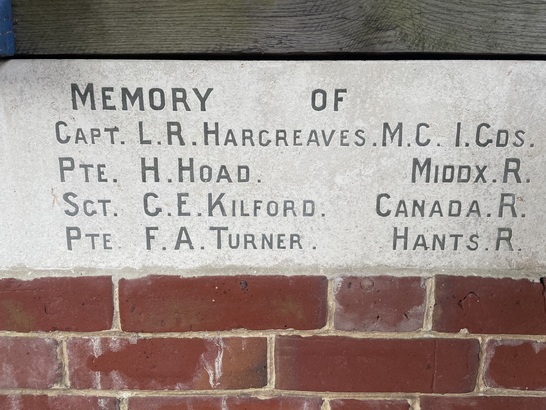 MEMORY OF
CAPT. L.R. HARGREAVES. M.C. I. GDS.
PTE. H. HOAD. MIDDX. R.
SGT. G.E. KILFORD. CANADA. R.
PTE. F.A. TURNER. HANTS. R.